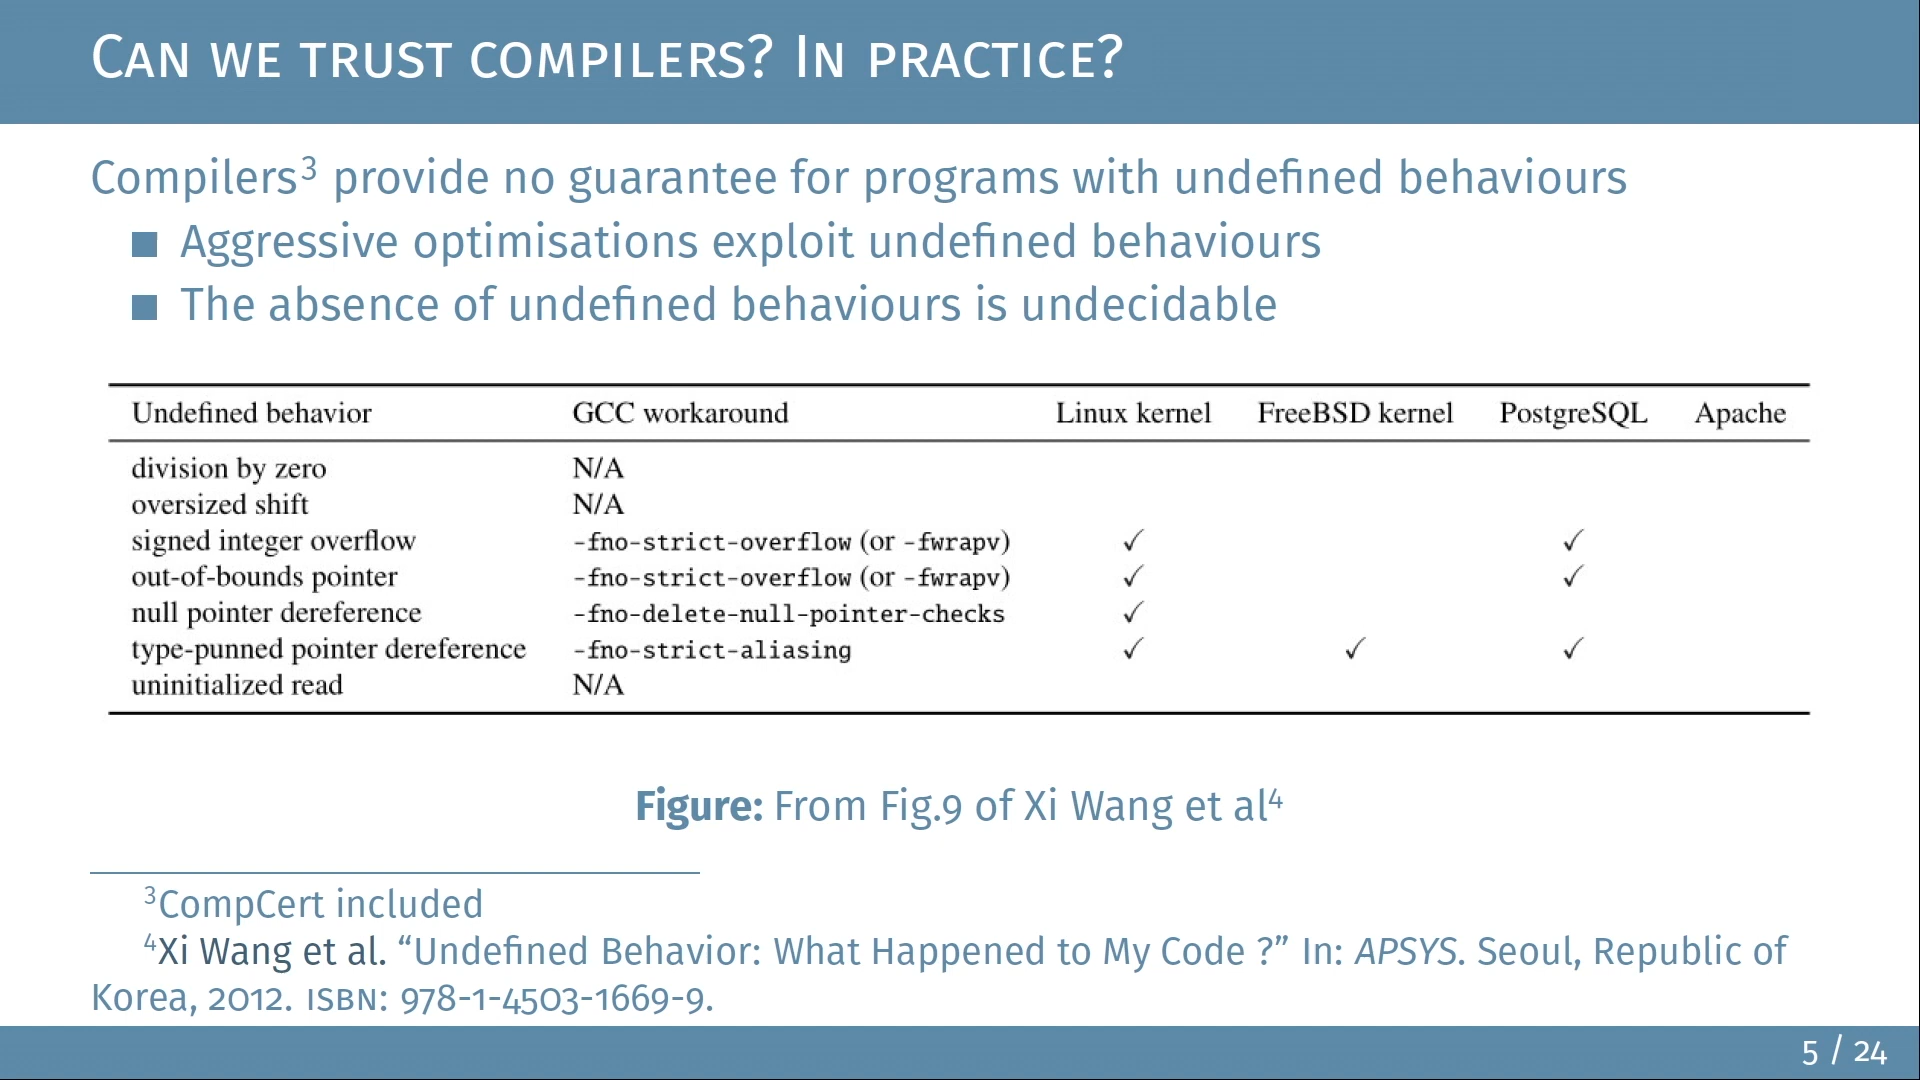 Can we trust compilers? In practice?
Compilers³ provide no guarantee for programs with undefined behaviours
■ Aggressive optimisations exploit undefined behaviours
■ The absence of undefined behaviours is undecidable
Undefined behavior GCC workaround Linux kernel FreeBSD kernel PostgreSQL Apache
division by zero N/A
oversized shift N/A
signed integer overflow -fno-strict-overflow (or -fwrapv) ✓ ✓
out-of-bounds pointer -fno-strict-overflow (or -fwrapv) ✓ ✓
null pointer dereference -fno-delete-null-pointer-checks ✓
type-punned pointer dereference -fno-strict-aliasing ✓ ✓ ✓
uninitialized read N/A
Figure: From Fig.9 of Xi Wang et al⁴
³CompCert included
⁴Xi Wang et al. “Undefined Behavior: What Happened to My Code ?” In: APSYS. Seoul, Republic of
Korea, 2012. ISBN: 978-1-4503-1669-9.
5 / 24